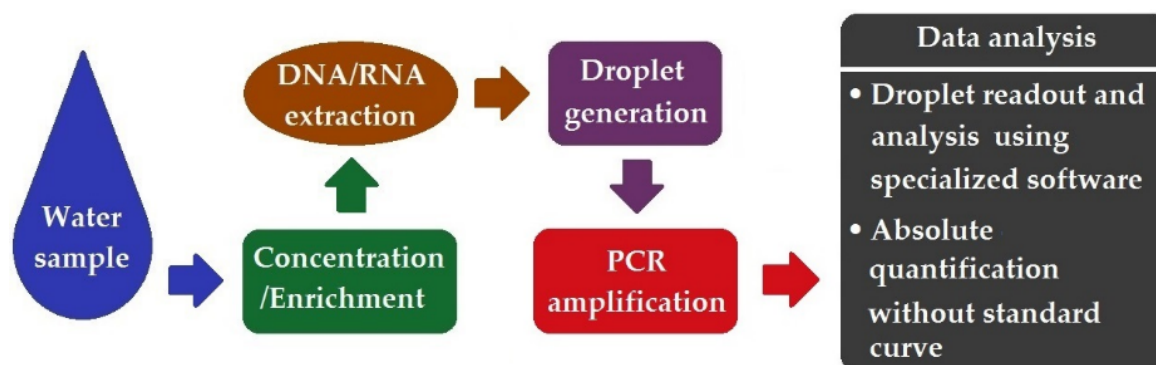 Water
sample
Concentration
/Enrichment
DNA/RNA
extraction
Droplet
generation
PCR
amplification
Data analysis
• Droplet readout and
analysis using
specialized software
• Absolute
quantification
without standard
curve